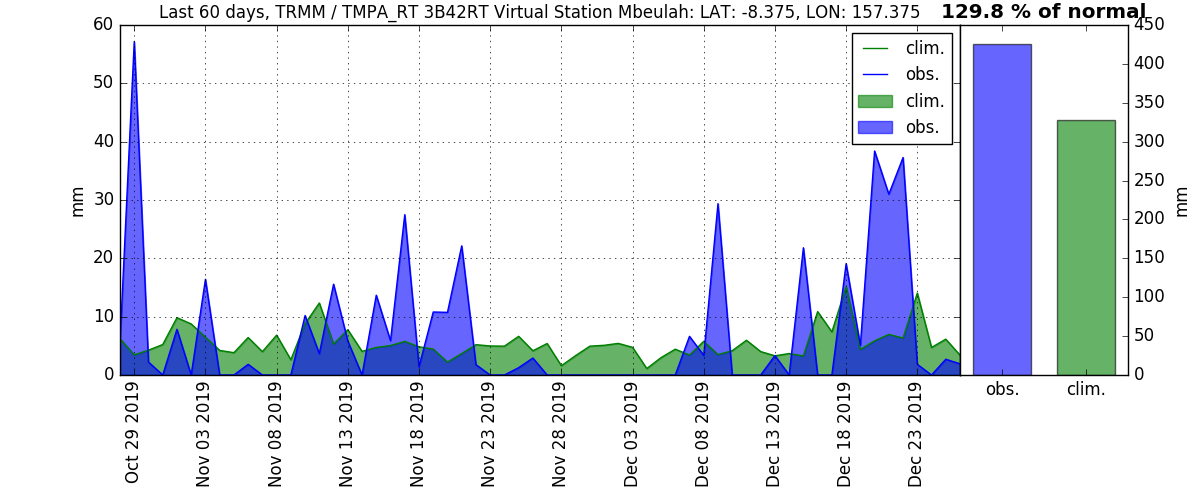 Last 60 days, TRMM / TMPA_RT 3B42RT Virtual Station Mbeulah: LAT: -8.375, LON: 157.375
129.8 % of normal
60
50
40
30
20
10
0
mm
clim.
obs.
clim.
obs.
450
400
350
300
250
200
150
100
50
0
mm
obs.
clim.
Oct 29 2019
Nov 03 2019
Nov 08 2019
Nov 13 2019
Nov 18 2019
Nov 23 2019
Nov 28 2019
Dec 3 2019
Dec 08 2019
Dec 13 2019
Dec 18 2019
Dec 23 2019